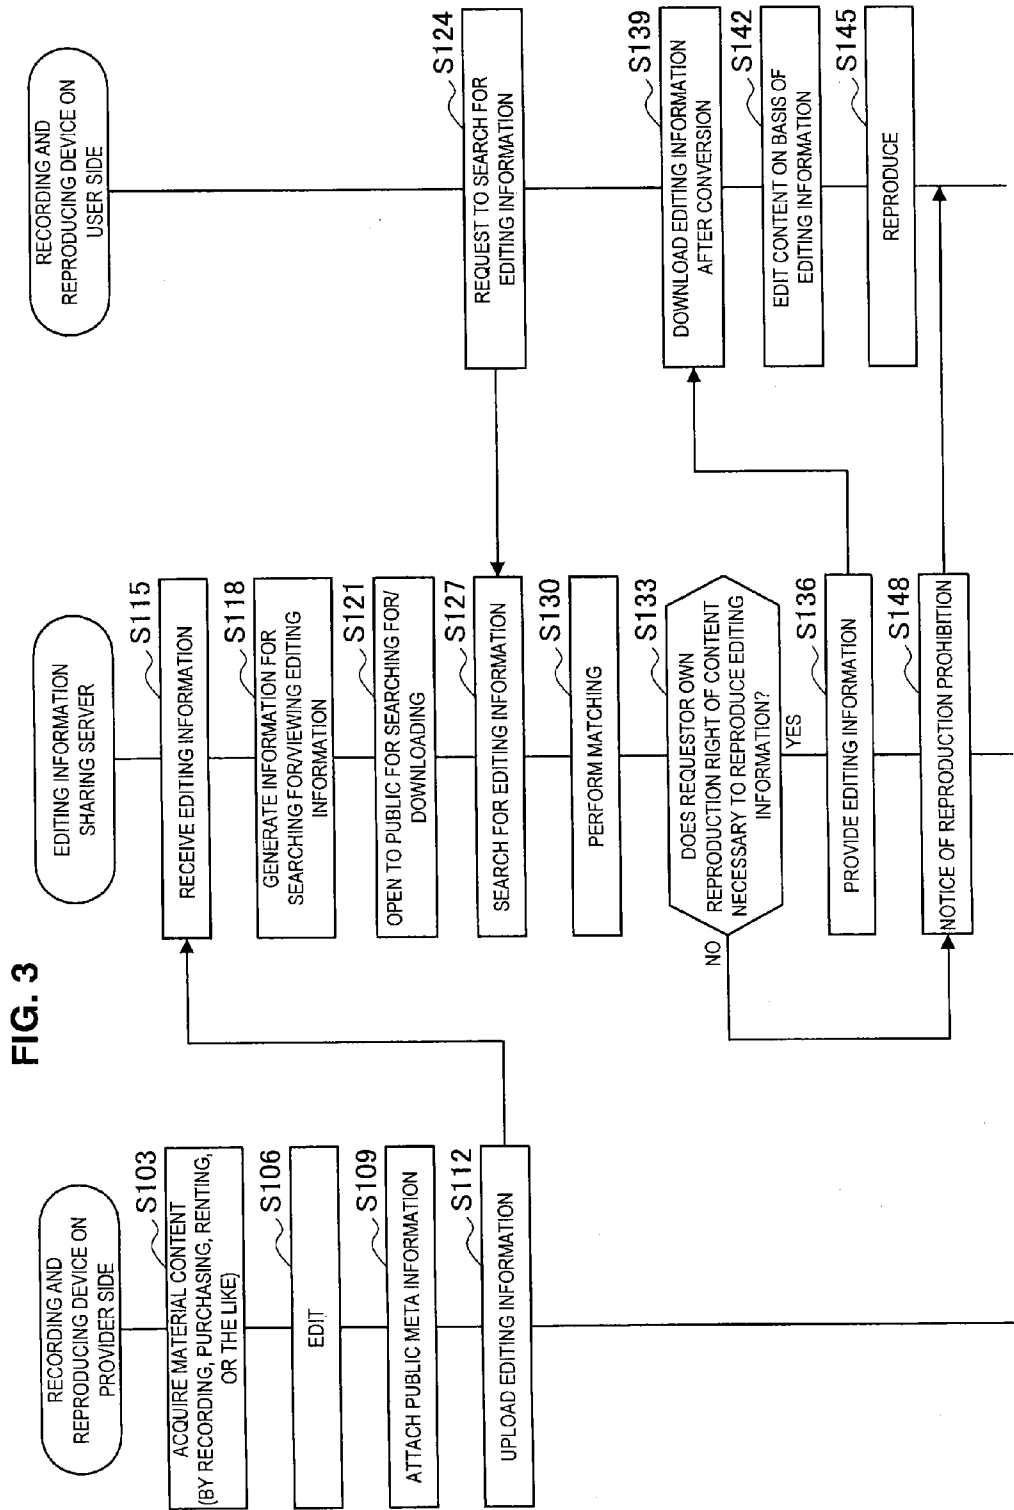 FIG. 3
RECORDING AND
REPRODUCING DEVICE ON
PROVIDER SIDE
S103
ACQUIRE MATERIAL CONTENT
(BY RECORDING, PURCHASING, RENTING,
OR THE LIKE)
S106
EDIT
S109
ATTACH PUBLIC META INFORMATION
S112
UPLOAD EDITING INFORMATION
EDITING INFORMATION
SHARING SERVER
S115
RECEIVE EDITING INFORMATION
S118
GENERATE INFORMATION FOR
SEARCHING FOR/VIEWING EDITING
INFORMATION
S121
OPEN TO PUBLIC FOR SEARCHING FOR/
DOWNLOADING
S127
SEARCH FOR EDITING INFORMATION
S130
PERFORM MATCHING
S133
DOES REQUESTOR OWN
REPRODUCTION RIGHT OF CONTENT
NECESSARY TO REPRODUCE EDITING
INFORMATION?
NO
YES
S136
PROVIDE EDITING INFORMATION
S148
NOTICE OF REPRODUCTION PROHIBITION
RECORDING AND
REPRODUCING DEVICE ON
USER SIDE
S124
REQUEST TO SEARCH FOR
EDITING INFORMATION
S139
DOWNLOAD EDITING INFORMATION
AFTER CONVERSION
S142
EDIT CONTENT ON BASIS OF
EDITING INFORMATION
S145
REPRODUCE